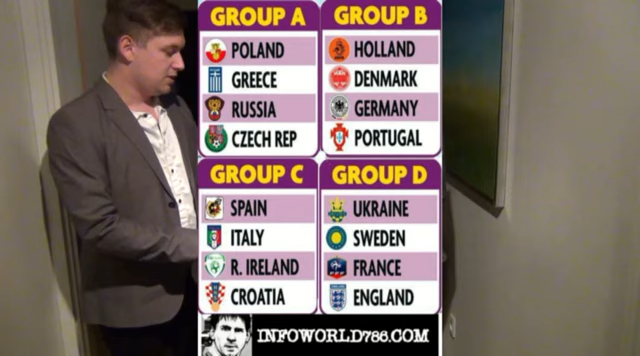 GROUP A
POLAND
GREECE
RUSSIA
CZECH REP
GROUP B
HOLLAND
DENMARK
GERMANY
PORTUGAL
GROUP C
SPAIN
ITALY
R. IRELAND
CROATIA
GROUP D
UKRAINE
SWEDEN
FRANCE
ENGLAND
INFOWORLD786.COM